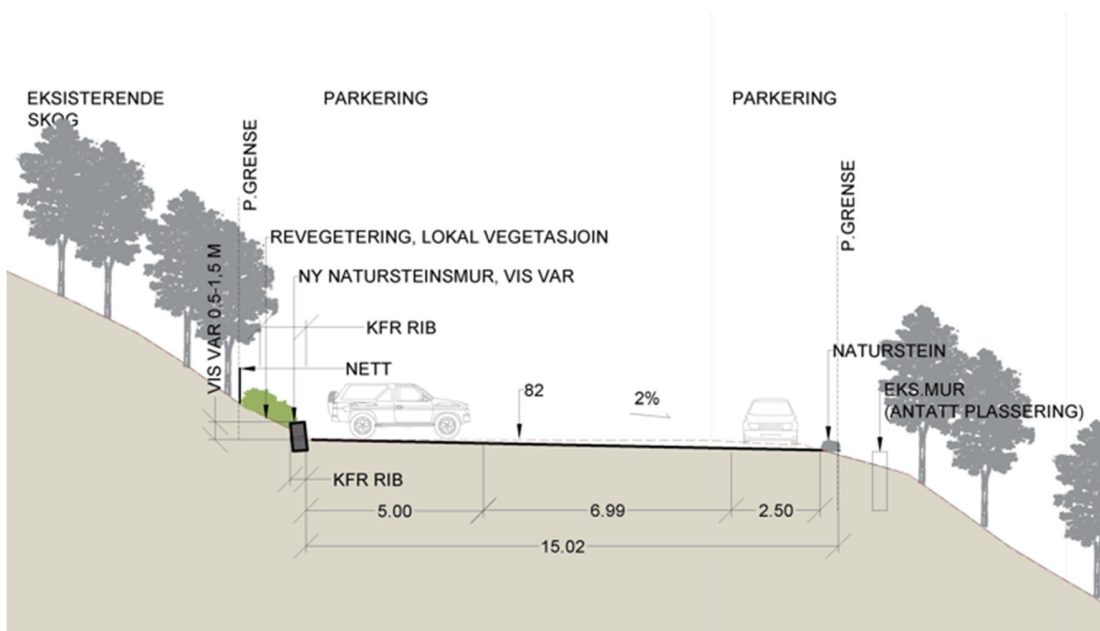 EKSISTERENDE
SKOG
PARKERING
PARKERING
P.GRENSE
P.GRENSE
REVEGETERING, LOKAL VEGETASJOIN
NY NATURSTEINSMUR, VIS VAR
VIS VAR 0.5-1,5 M
KFR RIB
NETT
NATURSTEIN
82
2%
EKS.MUR
(ANTATT PLASSERING)
KFR RIB
5.00
6.99
2.50
15.02